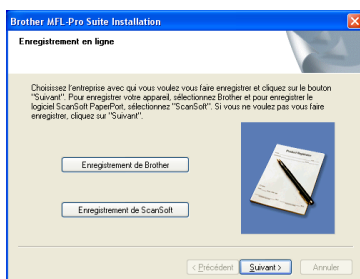 Brother MFL-Pro Suite Installation
Enregistrement en ligne
Choisissez l'entreprise avec qui vous voulez vous faire enregistrer et cliquez sur le bouton
"Suivant". Pour enregistrer votre appareil, sélectionnez Brother et pour enregistrer le
logiciel ScanSoft PaperPort, sélectionnez "ScanSoft". Si vous ne voulez pas vous faire
enregistrer, cliquez sur "Suivant".
Enregistrement de Brother
Enregistrement de ScanSoft
< Précédent Suivant > Annuler